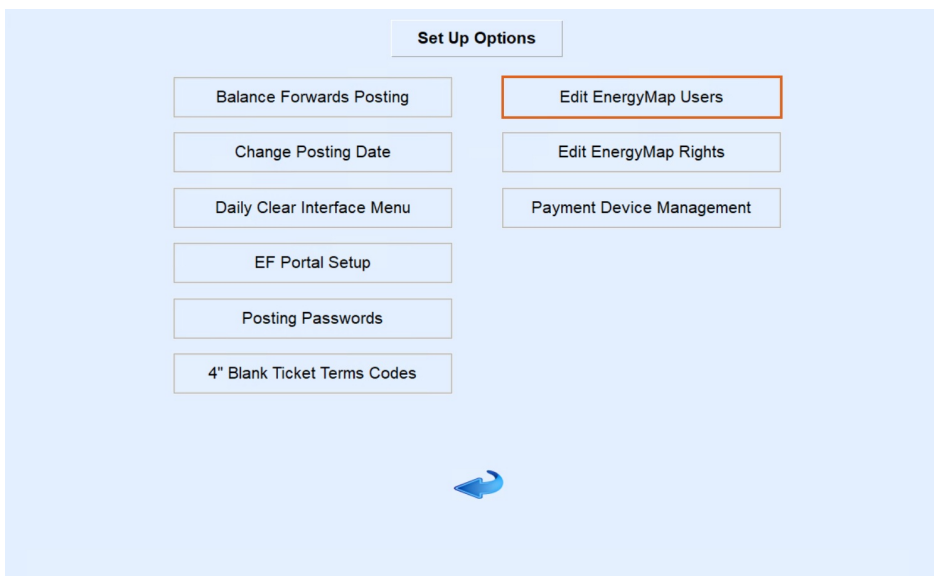 Set Up Options
Balance Forwards Posting
Change Posting Date
Daily Clear Interface Menu
EF Portal Setup
Posting Passwords
4" Blank Ticket Terms Codes
Edit EnergyMap Users
Edit EnergyMap Rights
Payment Device Management